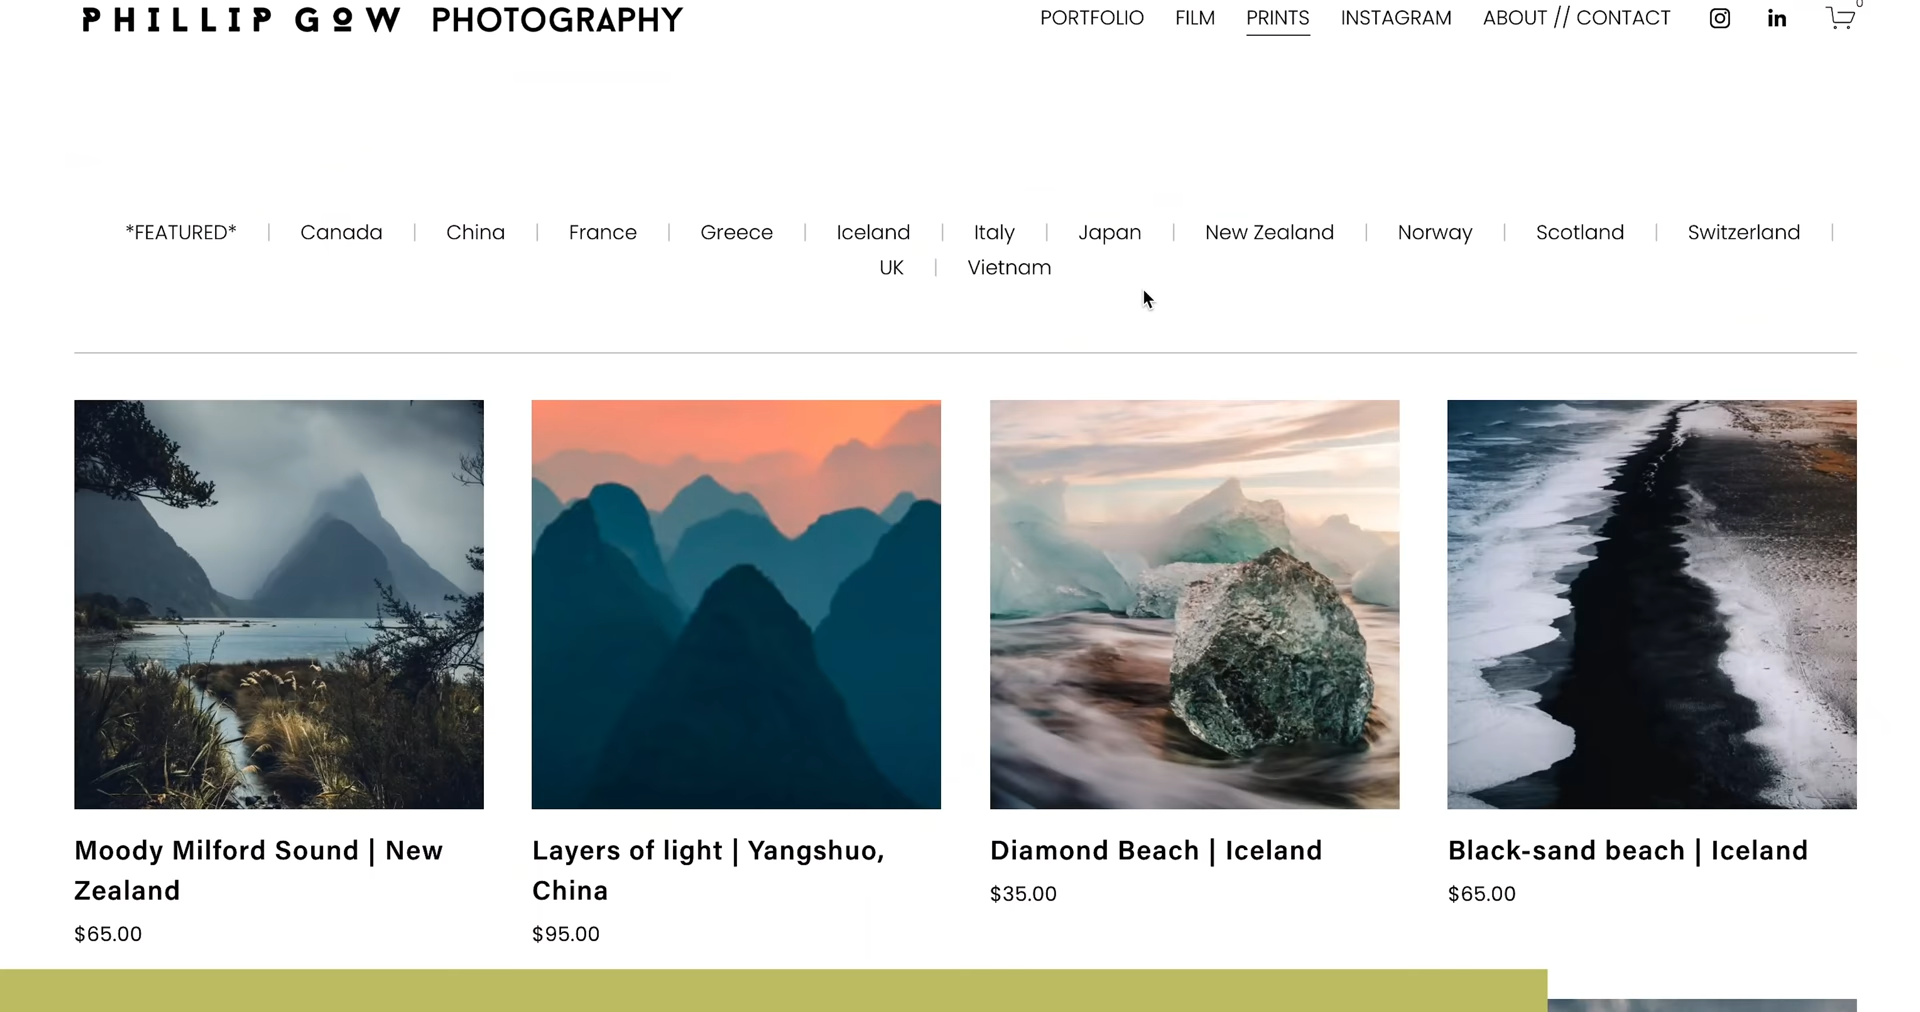 PHILLIP GOW PHOTOGRAPHY
PORTFOLIO FILM PRINTS INSTAGRAM ABOUT // CONTACT
0
*FEATURED* | Canada | China | France | Greece | Iceland | Italy | Japan | New Zealand | Norway | Scotland | Switzerland |
UK | Vietnam
Moody Milford Sound | New
Zealand
$65.00
Layers of light | Yangshuo,
China
$95.00
Diamond Beach | Iceland
$35.00
Black-sand beach | Iceland
$65.00